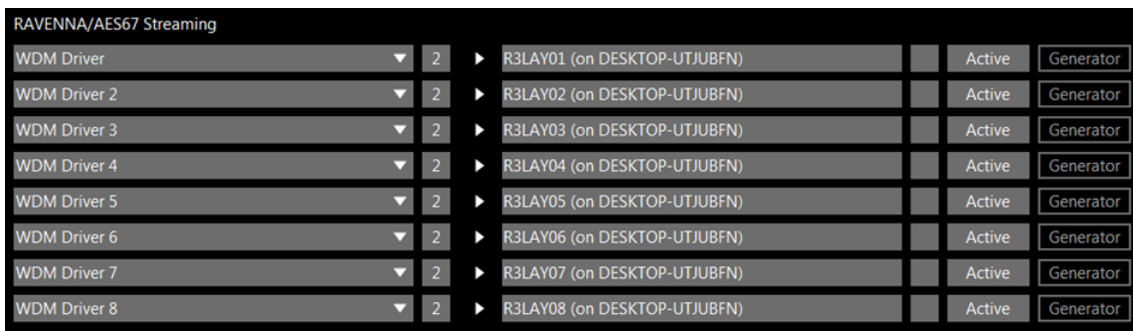 RAVENNA/AES67 Streaming
WDM Driver 2 R3LAY01 (on DESKTOP-UTJUBFN) Active Generator
WDM Driver 2 2 R3LAY02 (on DESKTOP-UTJUBFN) Active Generator
WDM Driver 3 2 R3LAY03 (on DESKTOP-UTJUBFN) Active Generator
WDM Driver 4 2 R3LAY04 (on DESKTOP-UTJUBFN) Active Generator
WDM Driver 5 2 R3LAY05 (on DESKTOP-UTJUBFN) Active Generator
WDM Driver 6 2 R3LAY06 (on DESKTOP-UTJUBFN) Active Generator
WDM Driver 7 2 R3LAY07 (on DESKTOP-UTJUBFN) Active Generator
WDM Driver 8 2 R3LAY08 (on DESKTOP-UTJUBFN) Active Generator